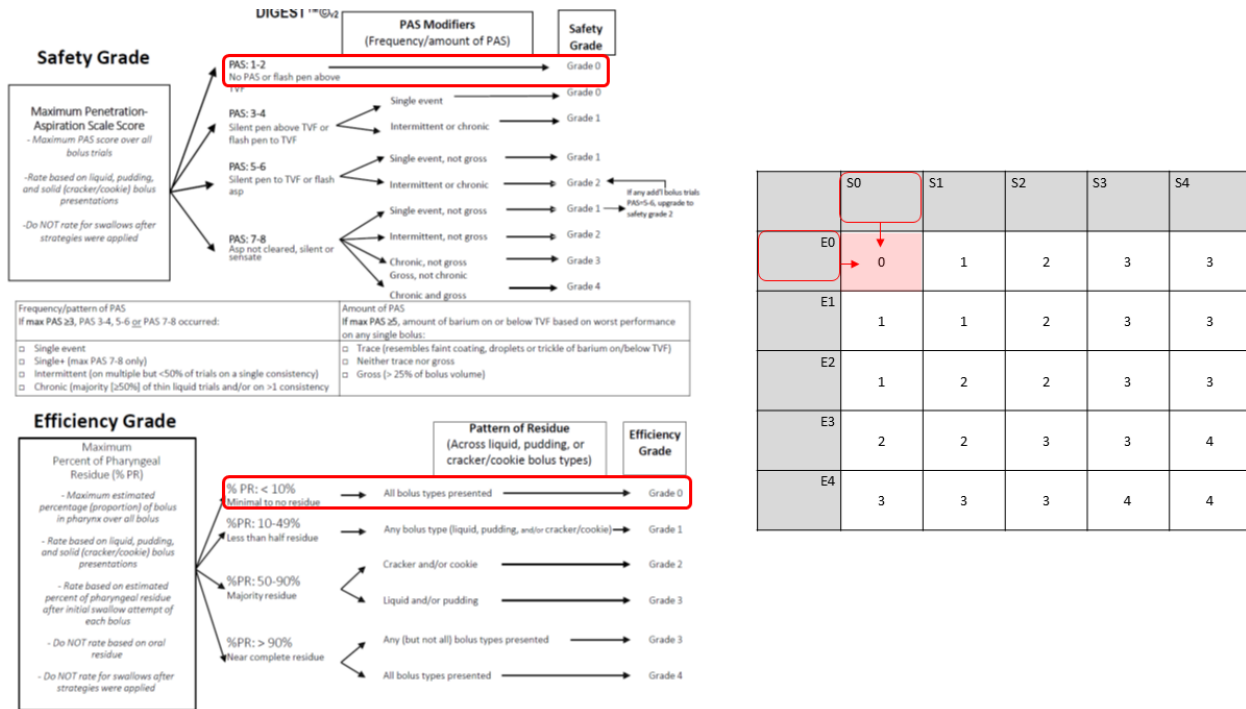 DIGEST™©v2
PAS Modifiers
(Frequency/amount of PAS)
Safety
Grade
Safety Grade
Maximum Penetration-
Aspiration Scale Score
- Maximum PAS score over all
bolus trials
-Rate based on liquid, pudding,
and solid (cracker/cookie) bolus
presentations
-Do NOT rate for swallows after
strategies were applied
PAS: 1-2
No PAS or flash pen above
TVF
Grade 0
PAS: 3-4
Silent pen above TVF or
flash pen to TVF
Single event
Grade 0
Intermittent or chronic
Grade 1
PAS: 5-6
Silent pen to TVF or flash
asp
Single event, not gross
Grade 1
Intermittent or chronic
Grade 2
If any add'l bolus trials
PAS=5-6, upgrade to
safety grade 2
PAS: 7-8
Asp not cleared, silent or
sensate
Single event, not gross
Grade 1
Intermittent, not gross
Grade 2
Chronic, not gross
Gross, not chronic
Grade 3
Chronic and gross
Grade 4
Frequency/pattern of PAS
If max PAS ≥3, PAS 3-4, 5-6 or PAS 7-8 occurred:
□ Single event
□ Single+ (max PAS 7-8 only)
□ Intermittent (on multiple but <50% of trials on a single consistency)
□ Chronic (majority [≥50%] of thin liquid trials and/or on >1 consistency
Amount of PAS
If max PAS ≥5, amount of barium on or below TVF based on worst performance
on any single bolus:
□ Trace (resembles faint coating, droplets or trickle of barium on/below TVF)
□ Neither trace nor gross
□ Gross (> 25% of bolus volume)
Efficiency Grade
Pattern of Residue
(Across liquid, pudding, or
cracker/cookie bolus types)
Efficiency
Grade
Maximum
Percent of Pharyngeal
Residue (% PR)
- Maximum estimated
percentage (proportion) of bolus
in pharynx over all bolus
- Rate based on liquid, pudding,
and solid (cracker/cookie) bolus
presentations
- Rate based on estimated
percent of pharyngeal residue
after initial swallow attempt of
each bolus
- Do NOT rate based on oral
residue
- Do NOT rate for swallows after
strategies were applied
% PR: < 10%
Minimal to no residue
All bolus types presented
Grade 0
%PR: 10-49%
Less than half residue
Any bolus type (liquid, pudding, and/or cracker/cookie)
Grade 1
%PR: 50-90%
Majority residue
Cracker and/or cookie
Grade 2
Liquid and/or pudding
Grade 3
%PR: > 90%
Near complete residue
Any (but not all) bolus types presented
Grade 3
All bolus types presented
Grade 4
S0 S1 S2 S3 S4
E0 0 1 2 3 3
E1 1 1 2 3 3
E2 1 2 2 3 3
E3 2 2 3 3 4
E4 3 3 3 4 4